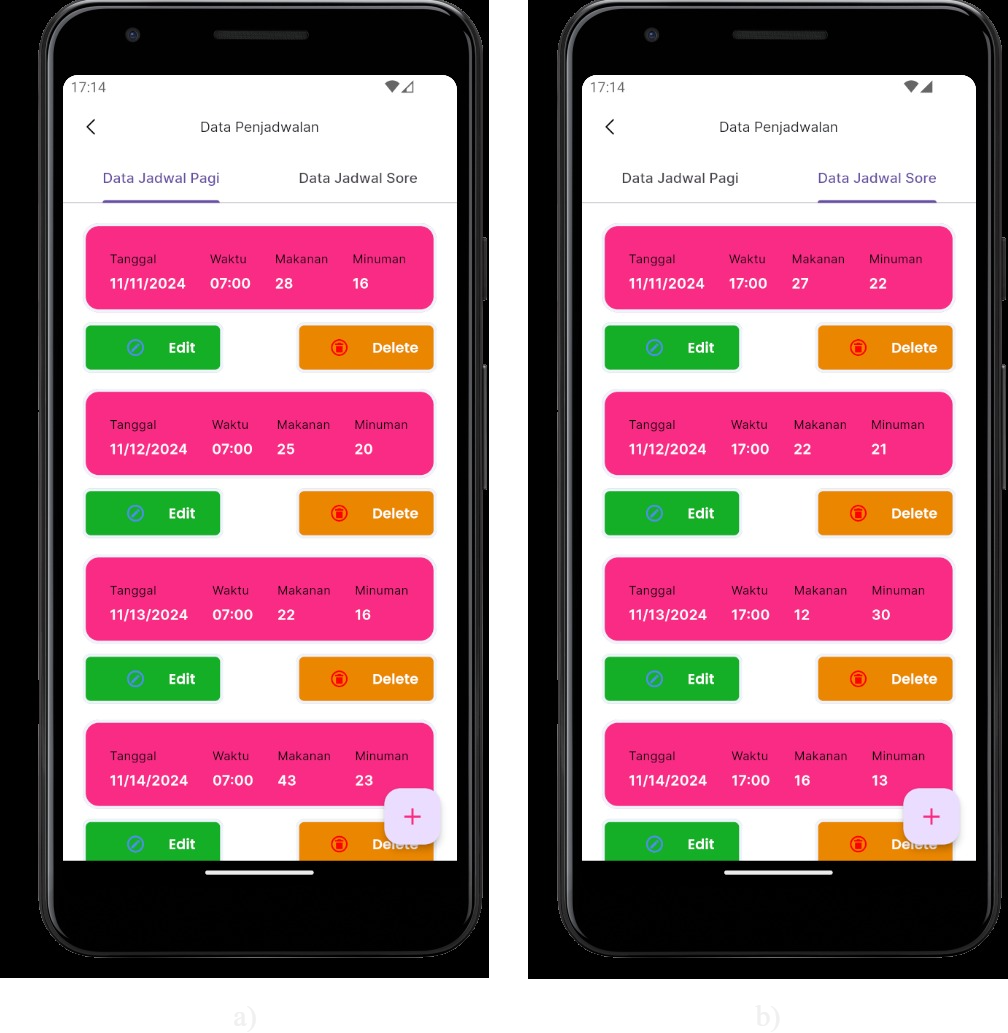 17:14
Data Penjadwalan
Data Jadwal Pagi Data Jadwal Sore
Tanggal Waktu Makanan Minuman
11/11/2024 07:00 28 16
Edit Delete
Tanggal Waktu Makanan Minuman
11/12/2024 07:00 25 20
Edit Delete
Tanggal Waktu Makanan Minuman
11/13/2024 07:00 22 16
Edit Delete
Tanggal Waktu Makanan Minuman
11/14/2024 07:00 43 23
+
Edit Delete
a)
17:14
Data Penjadwalan
Data Jadwal Pagi Data Jadwal Sore
Tanggal Waktu Makanan Minuman
11/11/2024 17:00 27 22
Edit Delete
Tanggal Waktu Makanan Minuman
11/12/2024 17:00 22 21
Edit Delete
Tanggal Waktu Makanan Minuman
11/13/2024 17:00 12 30
Edit Delete
Tanggal Waktu Makanan Minuman
11/14/2024 17:00 16 13
+
Edit Delete
b)